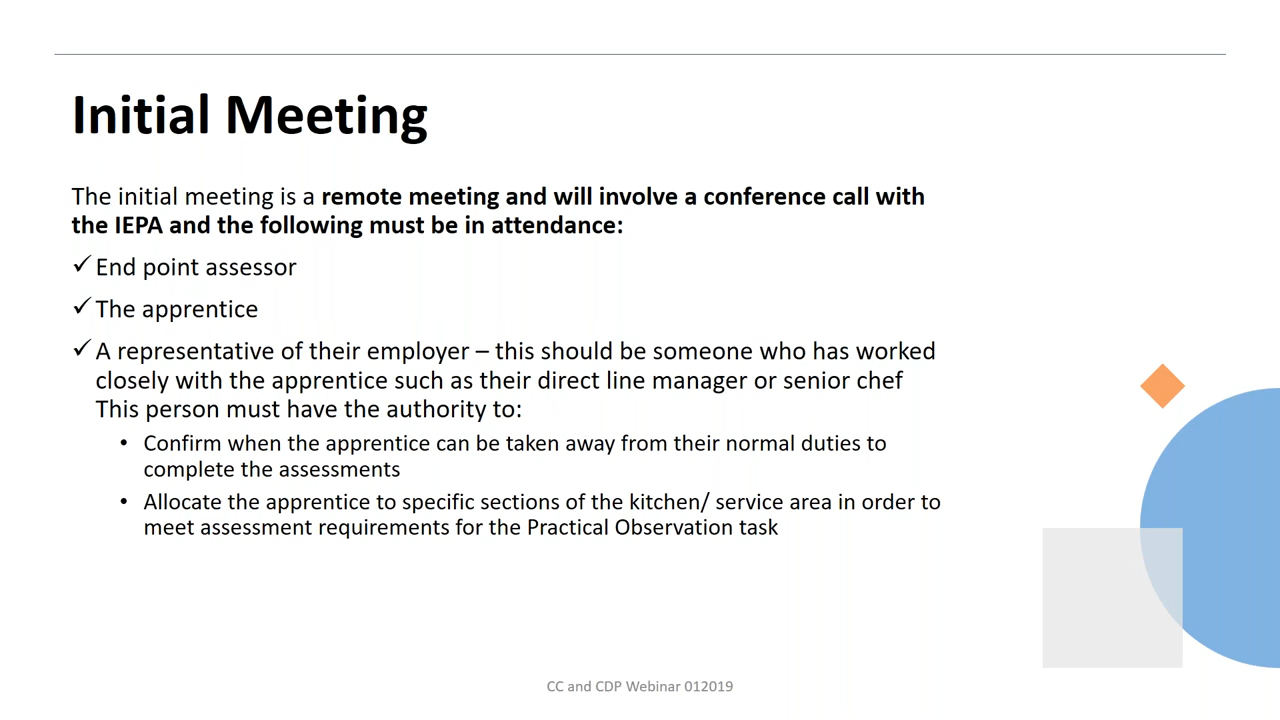 Initial Meeting
The initial meeting is a remote meeting and will involve a conference call with
the IEPA and the following must be in attendance:
✓ End point assessor
✓ The apprentice
✓ A representative of their employer – this should be someone who has worked
closely with the apprentice such as their direct line manager or senior chef
This person must have the authority to:
• Confirm when the apprentice can be taken away from their normal duties to
complete the assessments
• Allocate the apprentice to specific sections of the kitchen/ service area in order to
meet assessment requirements for the Practical Observation task
CC and CDP Webinar 012019